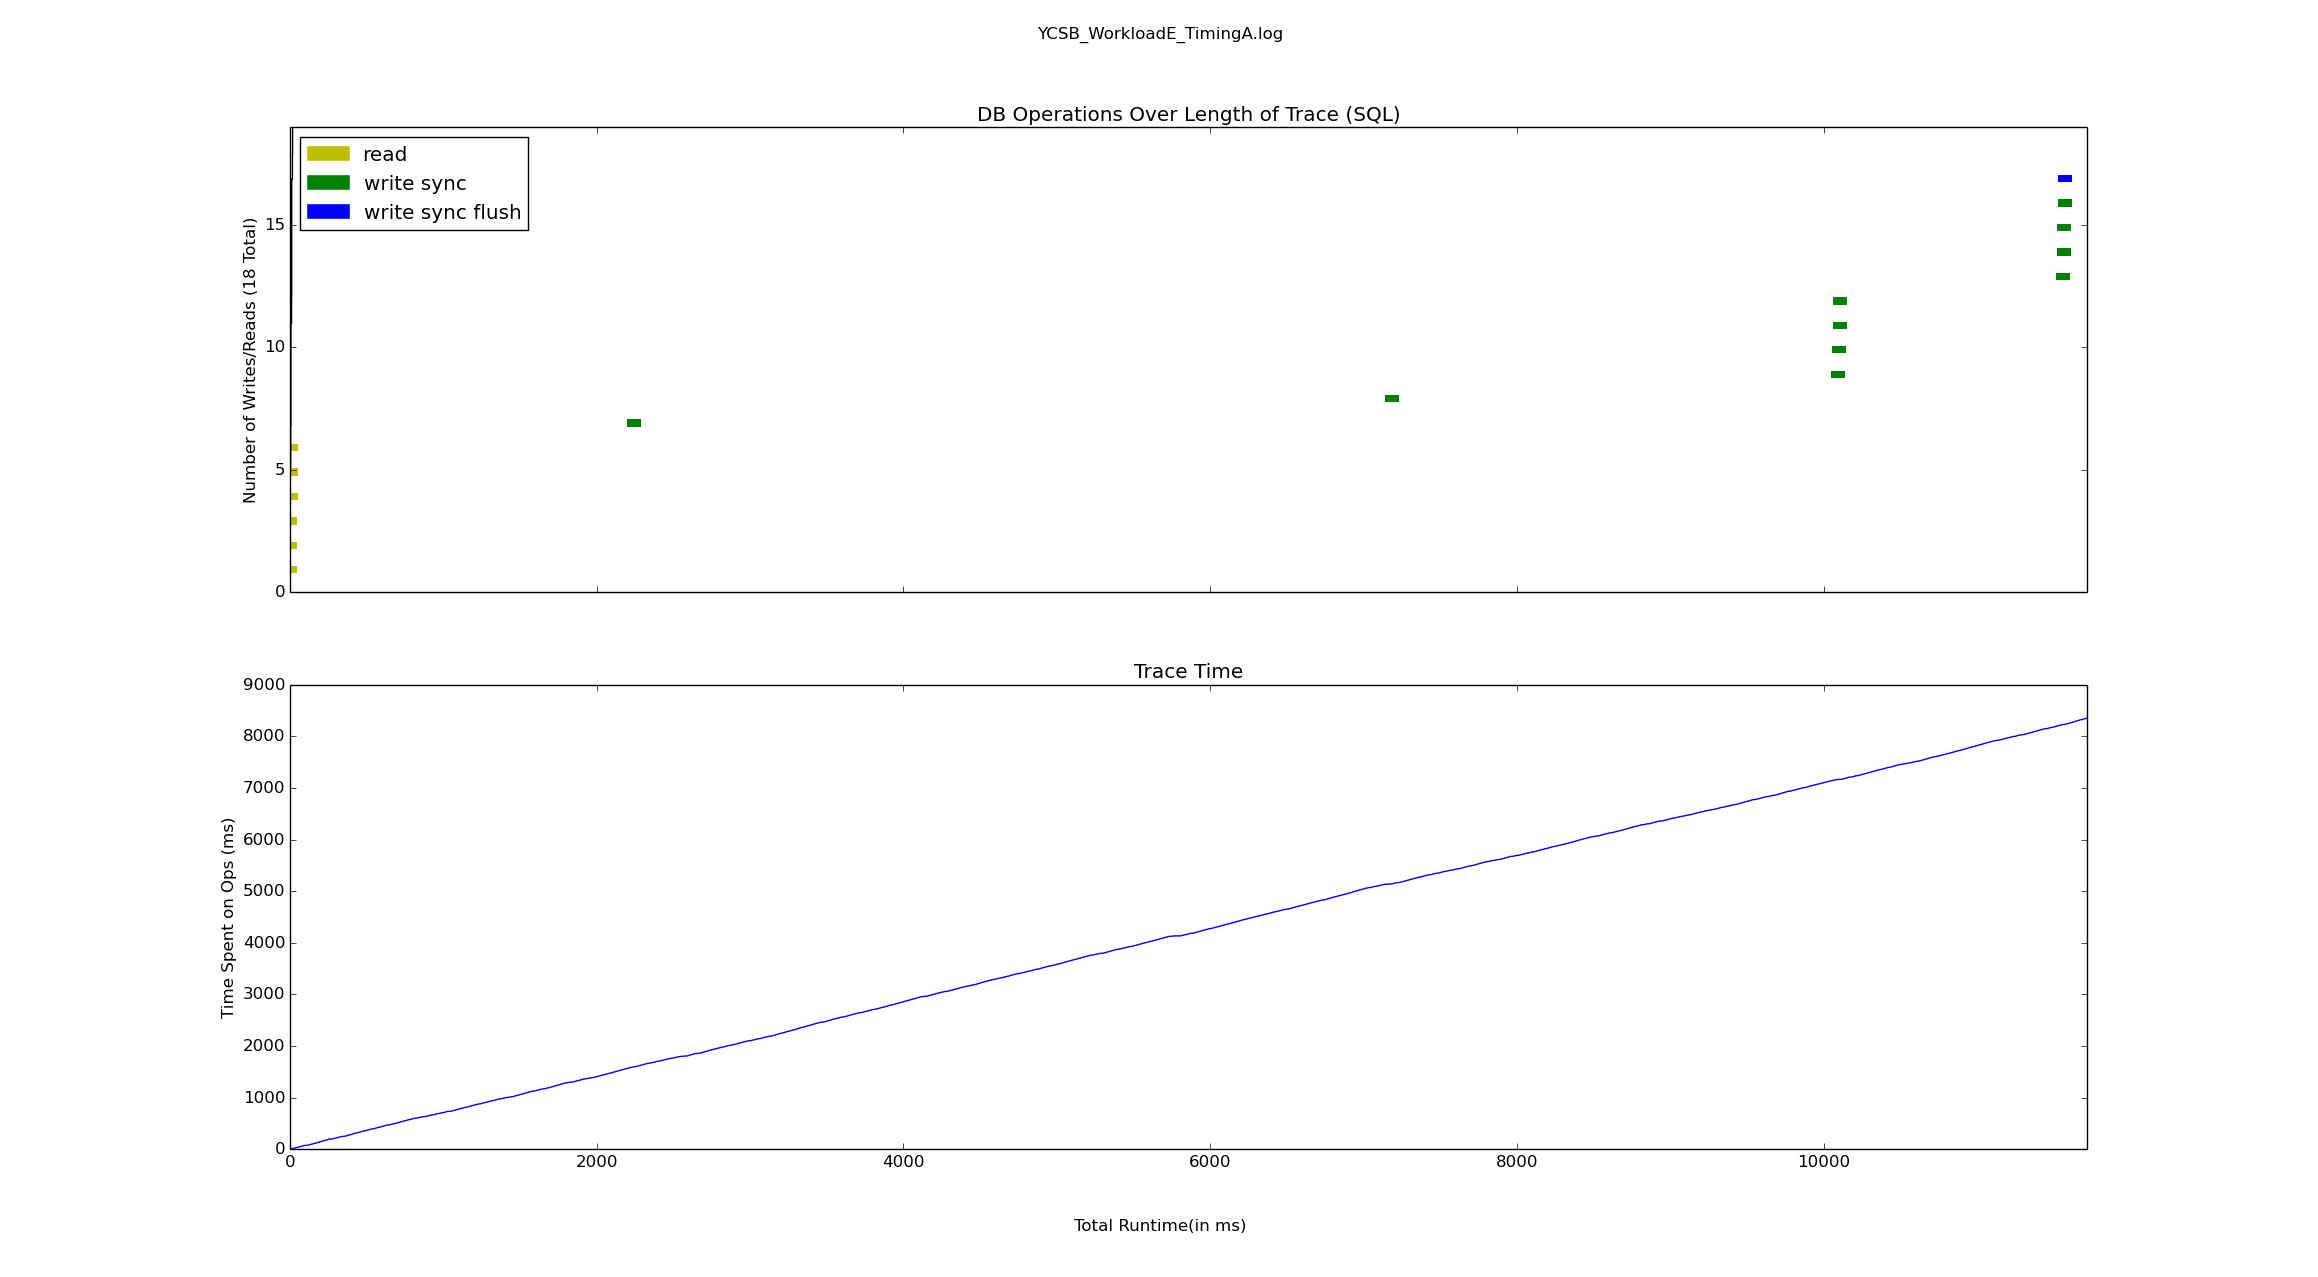 YCSB_WorkloadE_TimingA.log
DB Operations Over Length of Trace (SQL)
read
write sync
write sync flush
Number of Writes/Reads (18 Total)
15
10
5
0
Trace Time
Time Spent on Ops (ms)
9000
8000
7000
6000
5000
4000
3000
2000
1000
0
0 2000 4000 6000 8000 10000
Total Runtime(in ms)